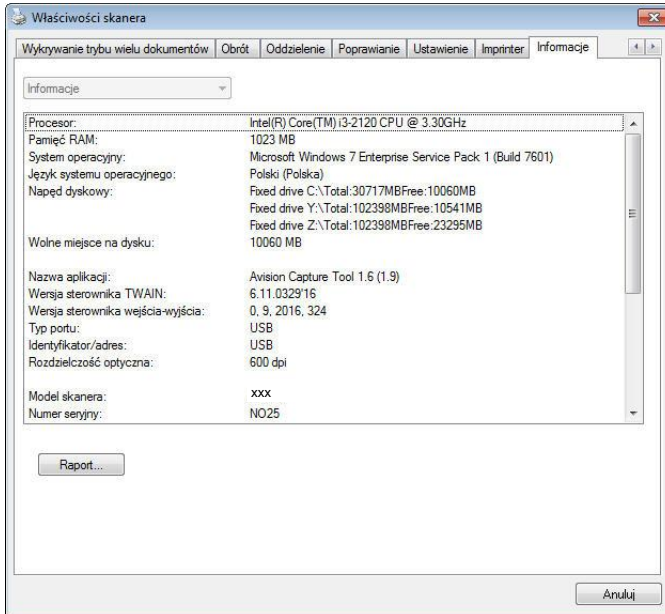 Właściwości skanera
Wykrywanie trybu wielu dokumentów Obrót Oddzielenie Poprawianie Ustawienie Imprinter Informacje
Informacje
Procesor: Intel(R) Core(TM) i3-2120 CPU @ 3.30GHz
Pamięć RAM: 1023 MB
System operacyjny: Microsoft Windows 7 Enterprise Service Pack 1 (Build 7601)
Język systemu operacyjnego: Polski (Polska)
Napęd dyskowy: Fixed drive C:\Total:30717MBFree:10060MB
Fixed drive Y:\Total:102398MBFree:10541MB
Fixed drive Z:\Total:102398MBFree:23295MB
Wolne miejsce na dysku: 10060 MB
Nazwa aplikacji: Avision Capture Tool 1.6 (1.9)
Wersja sterownika TWAIN: 6.11.0329'16
Wersja sterownika wejścia-wyjścia: 0, 9, 2016, 324
Typ portu: USB
Identyfikator/adres: USB
Rozdzielczość optyczna: 600 dpi
Model skanera: xxx
Numer seryjny: NO25
Raport...
Anuluj